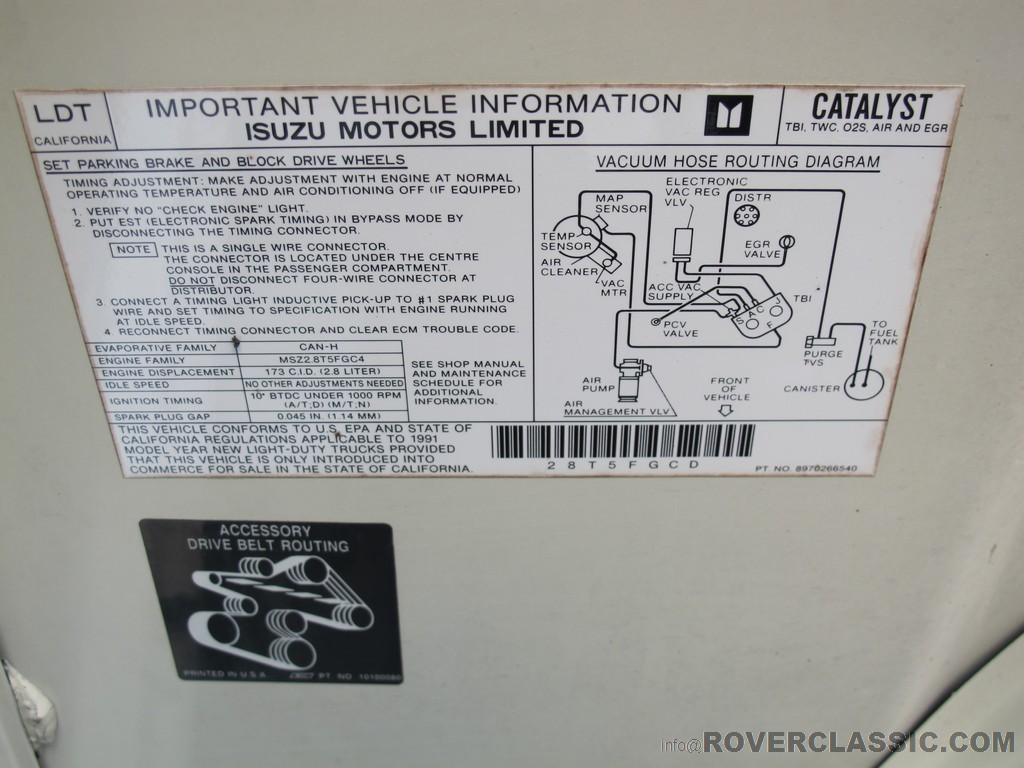 LDT
CALIFORNIA
IMPORTANT VEHICLE INFORMATION
ISUZU MOTORS LIMITED
CATALYST
TBI, TWC, O2S, AIR AND EGR
SET PARKING BRAKE AND BLOCK DRIVE WHEELS
TIMING ADJUSTMENT: MAKE ADJUSTMENT WITH ENGINE AT NORMAL
OPERATING TEMPERATURE AND AIR CONDITIONING OFF (IF EQUIPPED)
1. VERIFY NO "CHECK ENGINE" LIGHT.
2. PUT EST (ELECTRONIC SPARK TIMING) IN BYPASS MODE BY
DISCONNECTING THE TIMING CONNECTOR.
NOTE THIS IS A SINGLE WIRE CONNECTOR.
THE CONNECTOR IS LOCATED UNDER THE CENTRE
CONSOLE IN THE PASSENGER COMPARTMENT.
DO NOT DISCONNECT FOUR-WIRE CONNECTOR AT
DISTRIBUTOR.
3. CONNECT A TIMING LIGHT INDUCTIVE PICK-UP TO #1 SPARK PLUG
WIRE AND SET TIMING TO SPECIFICATION WITH ENGINE RUNNING
AT IDLE SPEED.
4. RECONNECT TIMING CONNECTOR AND CLEAR ECM TROUBLE CODE.
EVAPORATIVE FAMILY CAN-H
ENGINE FAMILY MSZ2.8T5FGC4
ENGINE DISPLACEMENT 173 C.I.D. (2.8 LITER)
IDLE SPEED NO OTHER ADJUSTMENTS NEEDED
IGNITION TIMING 10° BTDC UNDER 1000 RPM
(A/T;D) (M/T;N)
SPARK PLUG GAP 0.045 IN. (1.14 MM)
SEE SHOP MANUAL
AND MAINTENANCE
SCHEDULE FOR
ADDITIONAL
INFORMATION.
THIS VEHICLE CONFORMS TO U.S. EPA AND STATE OF
CALIFORNIA REGULATIONS APPLICABLE TO 1991
MODEL YEAR NEW LIGHT-DUTY TRUCKS PROVIDED
THAT THIS VEHICLE IS ONLY INTRODUCED INTO
COMMERCE FOR SALE IN THE STATE OF CALIFORNIA.
VACUUM HOSE ROUTING DIAGRAM
ELECTRONIC
VAC REG
VLV
MAP
SENSOR
DISTR
TEMP
SENSOR
EGR
VALVE
AIR
CLEANER
VAC
MTR
ACC VAC
SUPPLY
TBI
S A C J
F
PCV
VALVE
TO
FUEL
TANK
PURGE
TVS
AIR
PUMP
FRONT
OF
VEHICLE
CANISTER
AIR
MANAGEMENT VLV
28T5FGCD
PT NO. 8970266540
ACCESSORY
DRIVE BELT ROUTING
PRINTED IN U.S.A.
PT NO
info@ROVERCLASSIC.COM